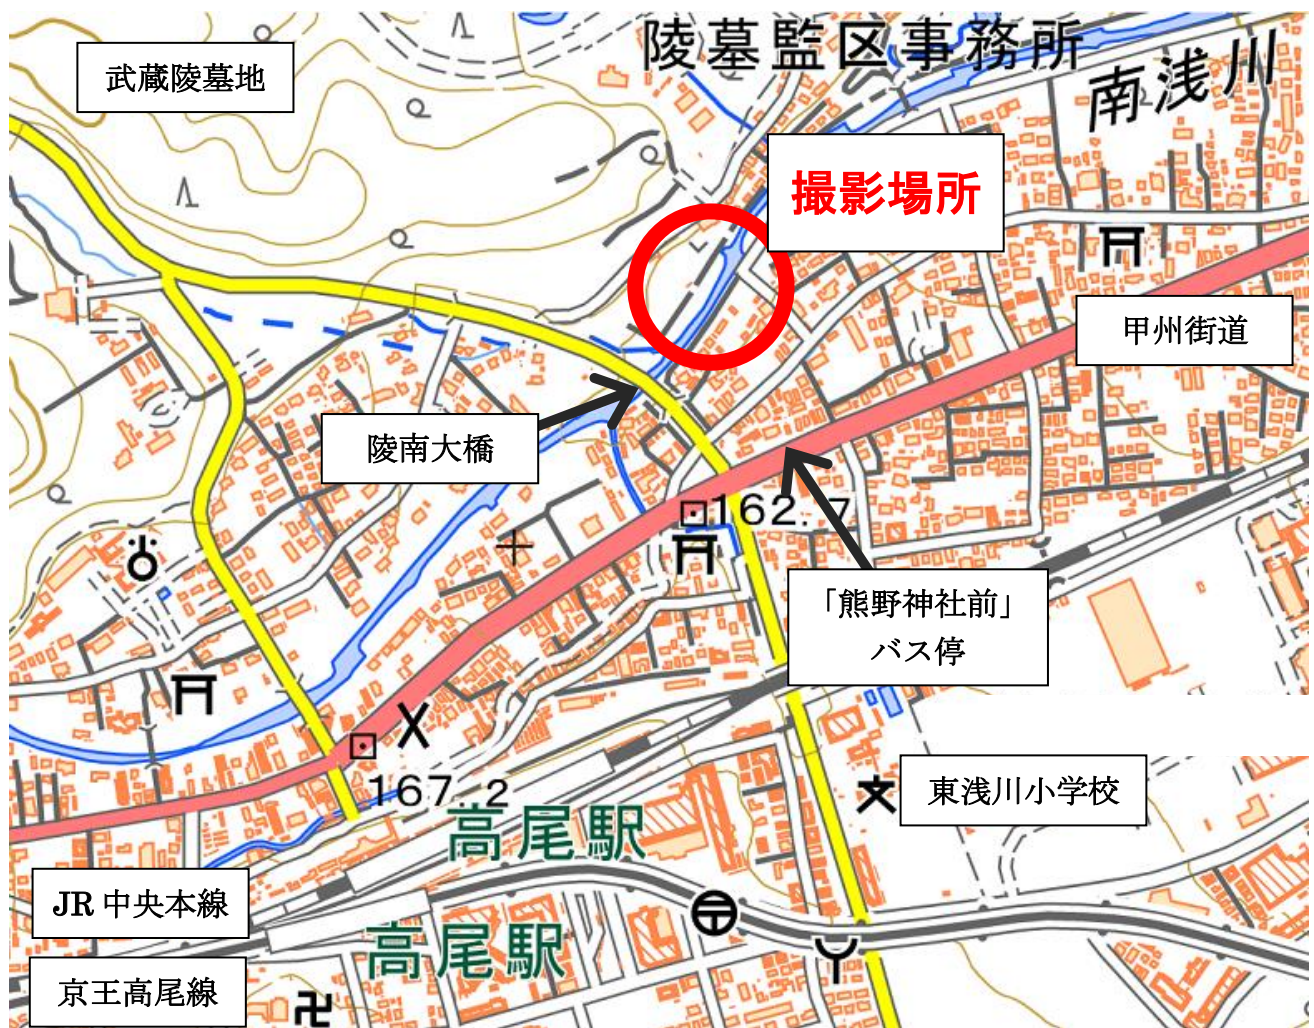 陵墓監区事務所
南浅川
武蔵陵墓地
撮影場所
甲州街道
陵南大橋
162.7
「熊野神社前」
バス停
167.2
東浅川小学校
高尾駅
JR中央本線
高尾駅
京王高尾線